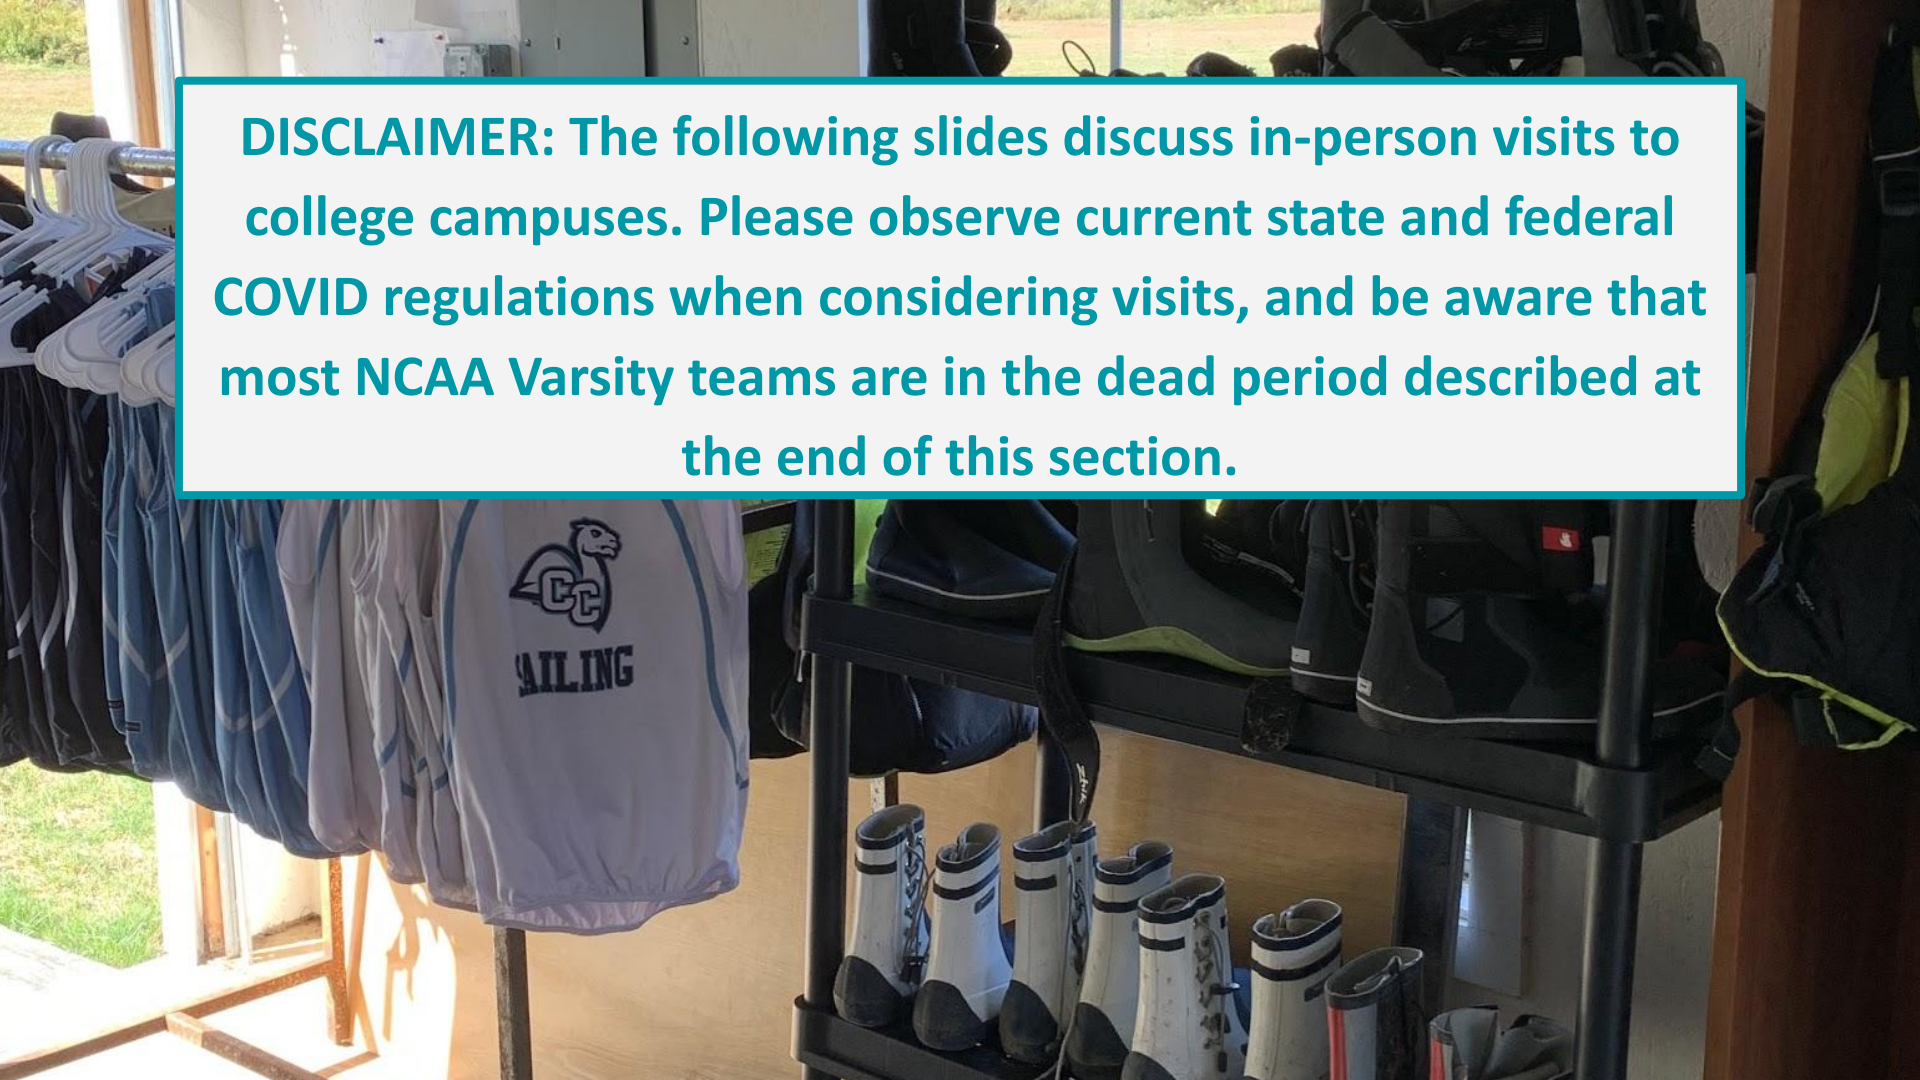 DISCLAIMER: The following slides discuss in-person visits to
college campuses. Please observe current state and federal
COVID regulations when considering visits, and be aware that
most NCAA Varsity teams are in the dead period described at
the end of this section.
CC
SAILING
Zhik